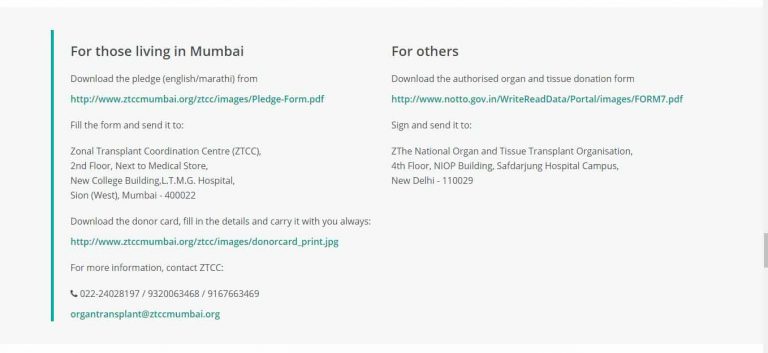 For those living in Mumbai
Download the pledge (english/marathi) from
http://www.ztccmumbai.org/ztcc/images/Pledge-Form.pdf
Fill the form and send it to:
Zonal Transplant Coordination Centre (ZTCC),
2nd Floor, Next to Medical Store,
New College Building,L.T.M.G. Hospital,
Sion (West), Mumbai - 400022
Download the donor card, fill in the details and carry it with you always:
http://www.ztccmumbai.org/ztcc/images/donorcard_print.jpg
For more information, contact ZTCC:
022-24028197 / 9320063468 / 9167663469
organtransplant@ztccmumbai.org
For others
Download the authorised organ and tissue donation form
http://www.notto.gov.in/WriteReadData/Portal/images/FORM7.pdf
Sign and send it to:
ZThe National Organ and Tissue Transplant Organisation,
4th Floor, NIOP Building, Safdarjung Hospital Campus,
New Delhi - 110029